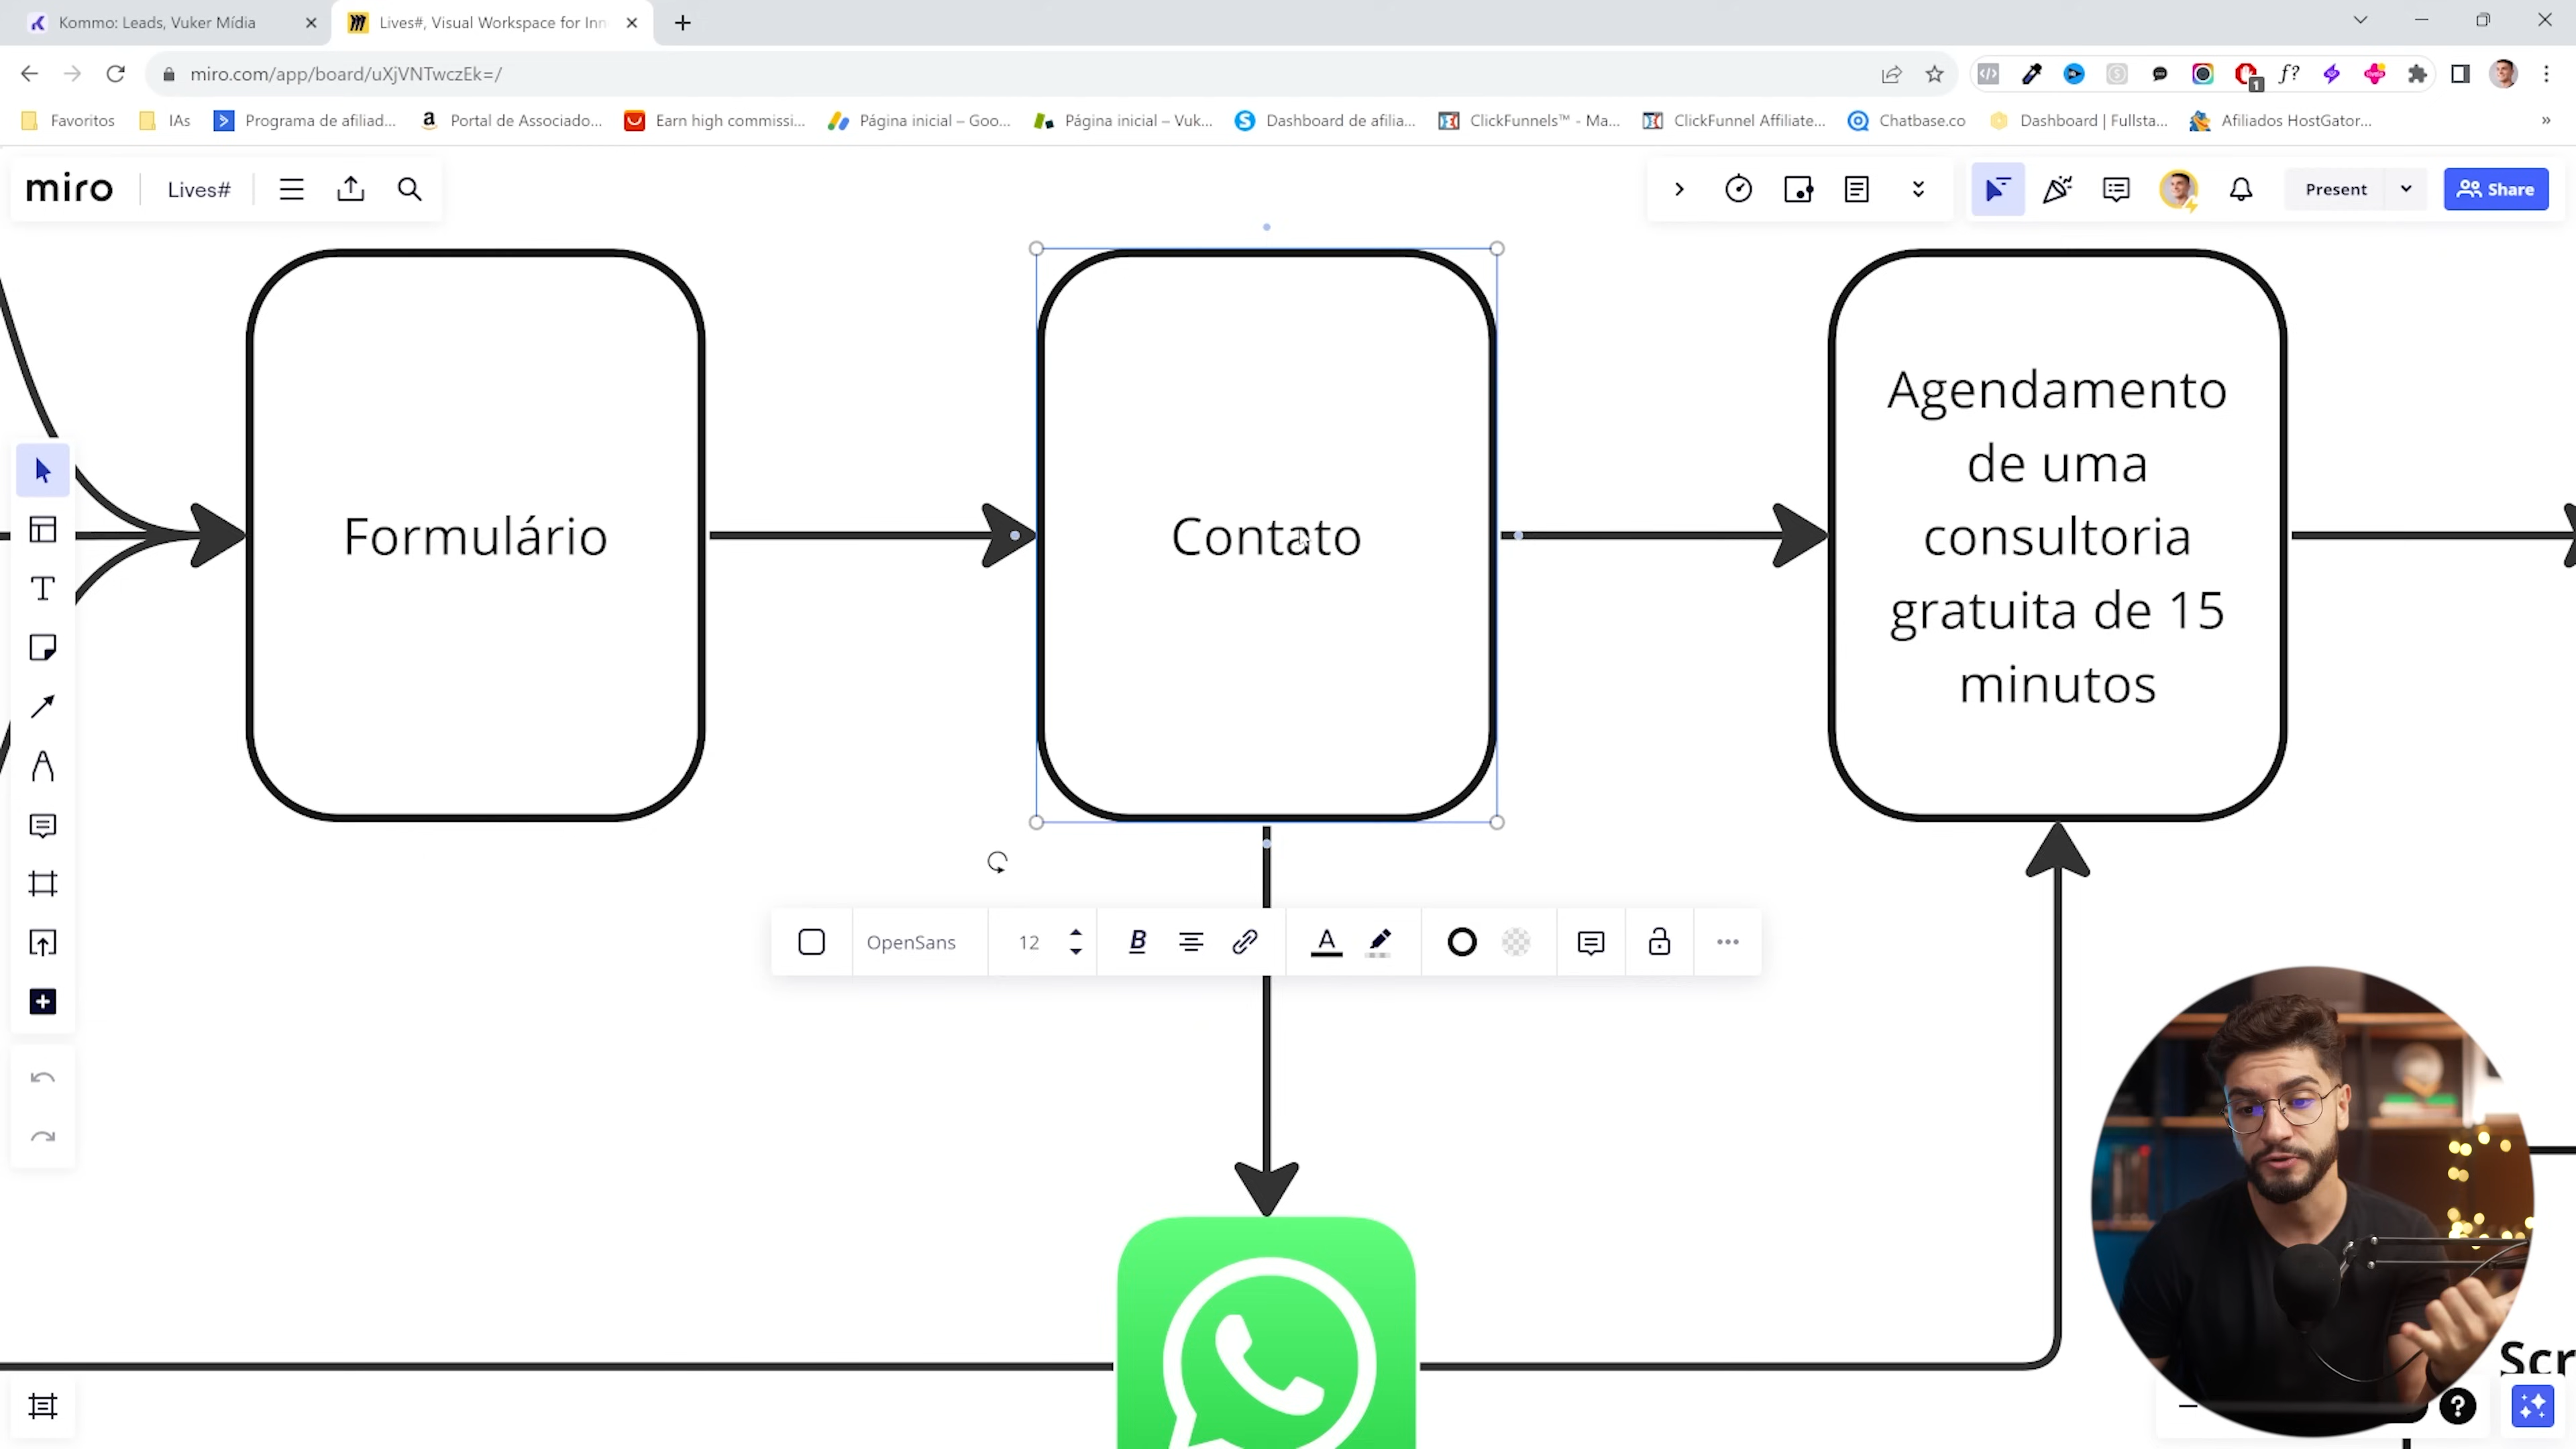 Kommo: Leads, Vuker Mídia
Lives#, Visual Workspace for Inn
miro.com/app/board/uXjVNTwczEk=/
f?
1
Favoritos
IAs
Programa de afiliad...
Portal de Associado...
Earn high commissi...
Página inicial – Goo...
Página inicial – Vuk...
Dashboard de afilia...
ClickFunnels™ - Ma...
ClickFunnel Affiliate...
Chatbase.co
Dashboard | Fullsta...
Afiliados HostGator...
»
miro
Lives#
Present
Share
Formulário
Contato
Agendamento
de uma
consultoria
gratuita de 15
minutos
OpenSans
12
B
A
Scr
?